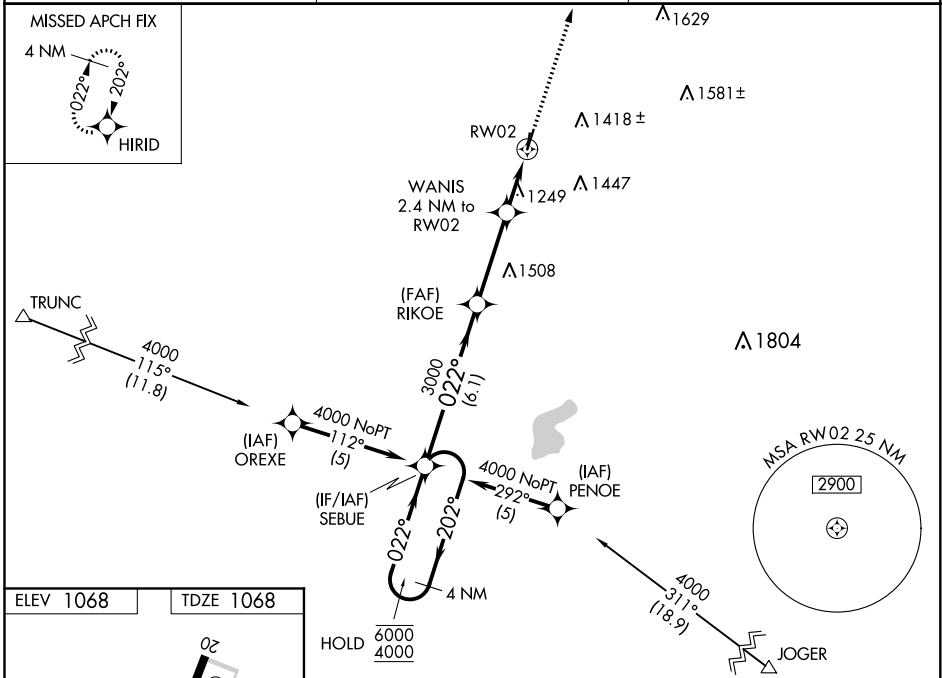 MISSED APCH FIX
4 NM
022°
202°
HIRID
1629
1581±
1418±
RW02
1447
1249
WANIS
2.4 NM to
RW02
1508
(FAF)
RIKOE
TRUNC
1804
4000
115°
(11.8)
3000
022°
(6.1)
4000 NoPT
112°
(5)
(IAF)
OREXE
MSA RW02 25 NM
2900
4000 NoPT
292°
(5)
(IAF)
PENOE
(IF/IAF)
SEBUE
022°
202°
4 NM
4000
311°
(18.9)
HOLD
6000
4000
JOGER
ELEV 1068
TDZE 1068
20